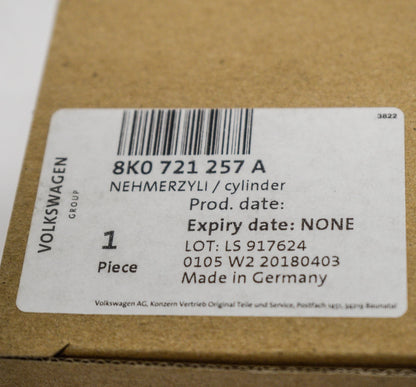 3822
8K0 721 257 A
NEHMERZYLI / cylinder
Prod. date:
Expiry date: NONE
LOT: LS 917624
0105 W2 20180403
Made in Germany
1
Piece
VOLKSWAGEN
GROUP
Volkswagen AG, Konzern Vertrieb Original Teile und Service, Postfach 1451, 34219 Baunatal